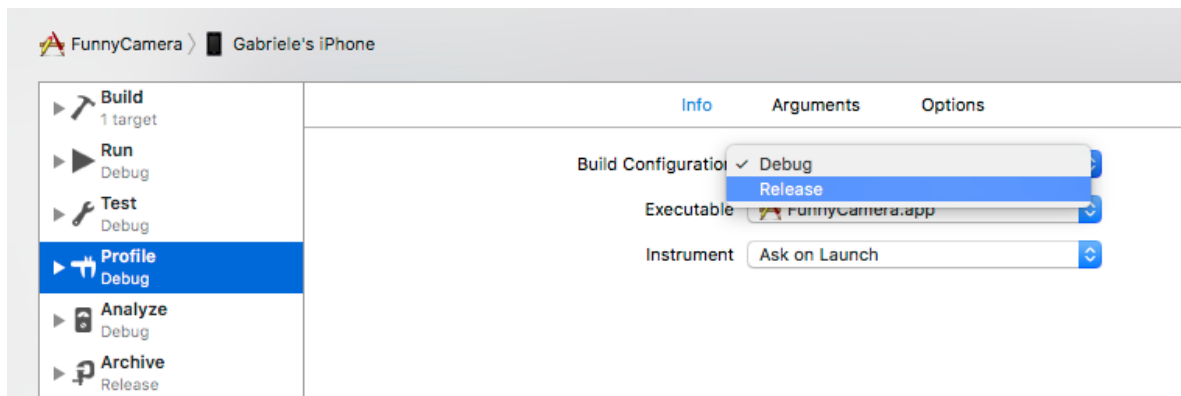 FunnyCamera 〉 Gabriele's iPhone
Build
1 target
Run
Debug
Test
Debug
Profile
Debug
Analyze
Debug
Archive
Release
Info Arguments Options
Build Configuration ✓ Debug
Release
Executable FunnyCamera.app
Instrument Ask on Launch